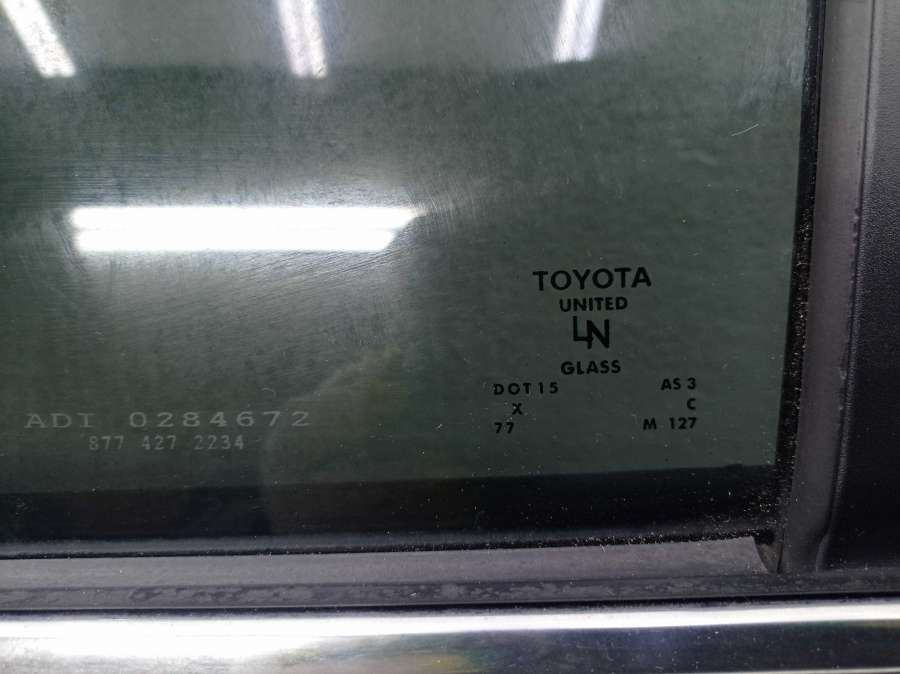 TOYOTA
UNITED
LN
GLASS
DOT 15 AS 3
X C
77 M 127
ADI 0284672
877 427 2234